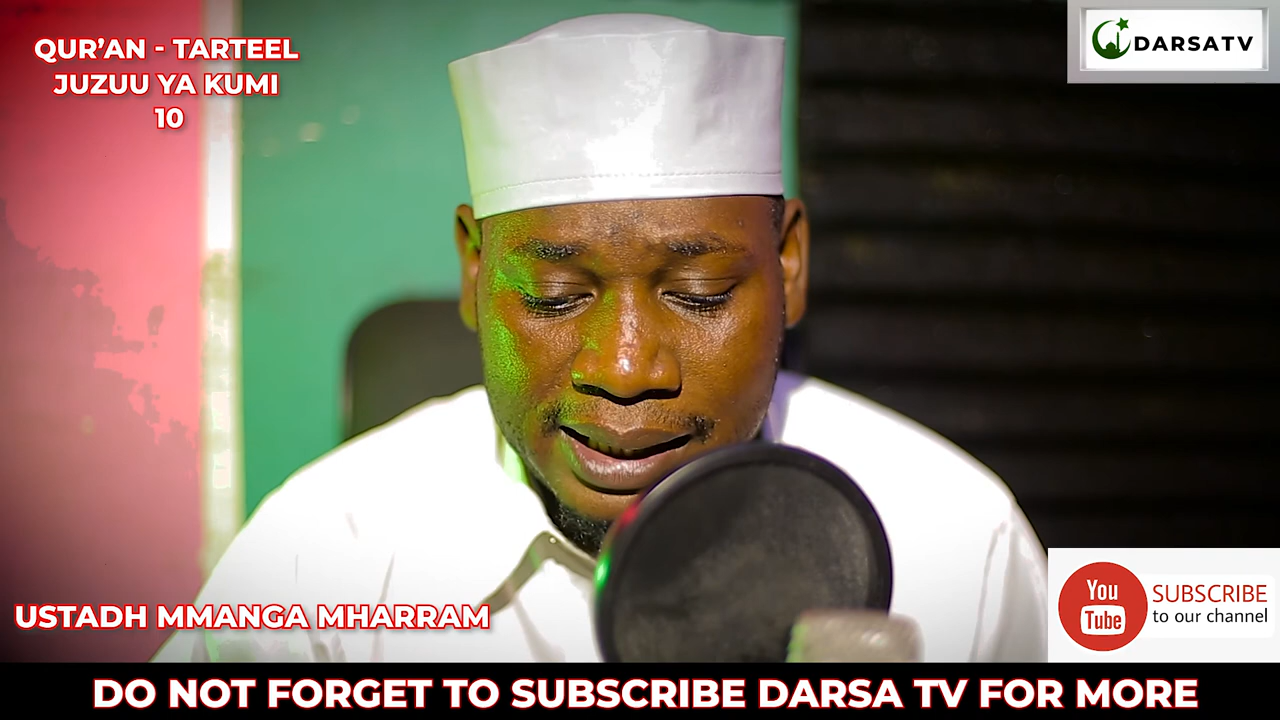 QUR'AN - TARTEEL
JUZUU YA KUMI
10
DARSATV
USTADH MMANGA MHARRAM
You
Tube
SUBSCRIBE
to our channel
DO NOT FORGET TO SUBSCRIBE DARSA TV FOR MORE